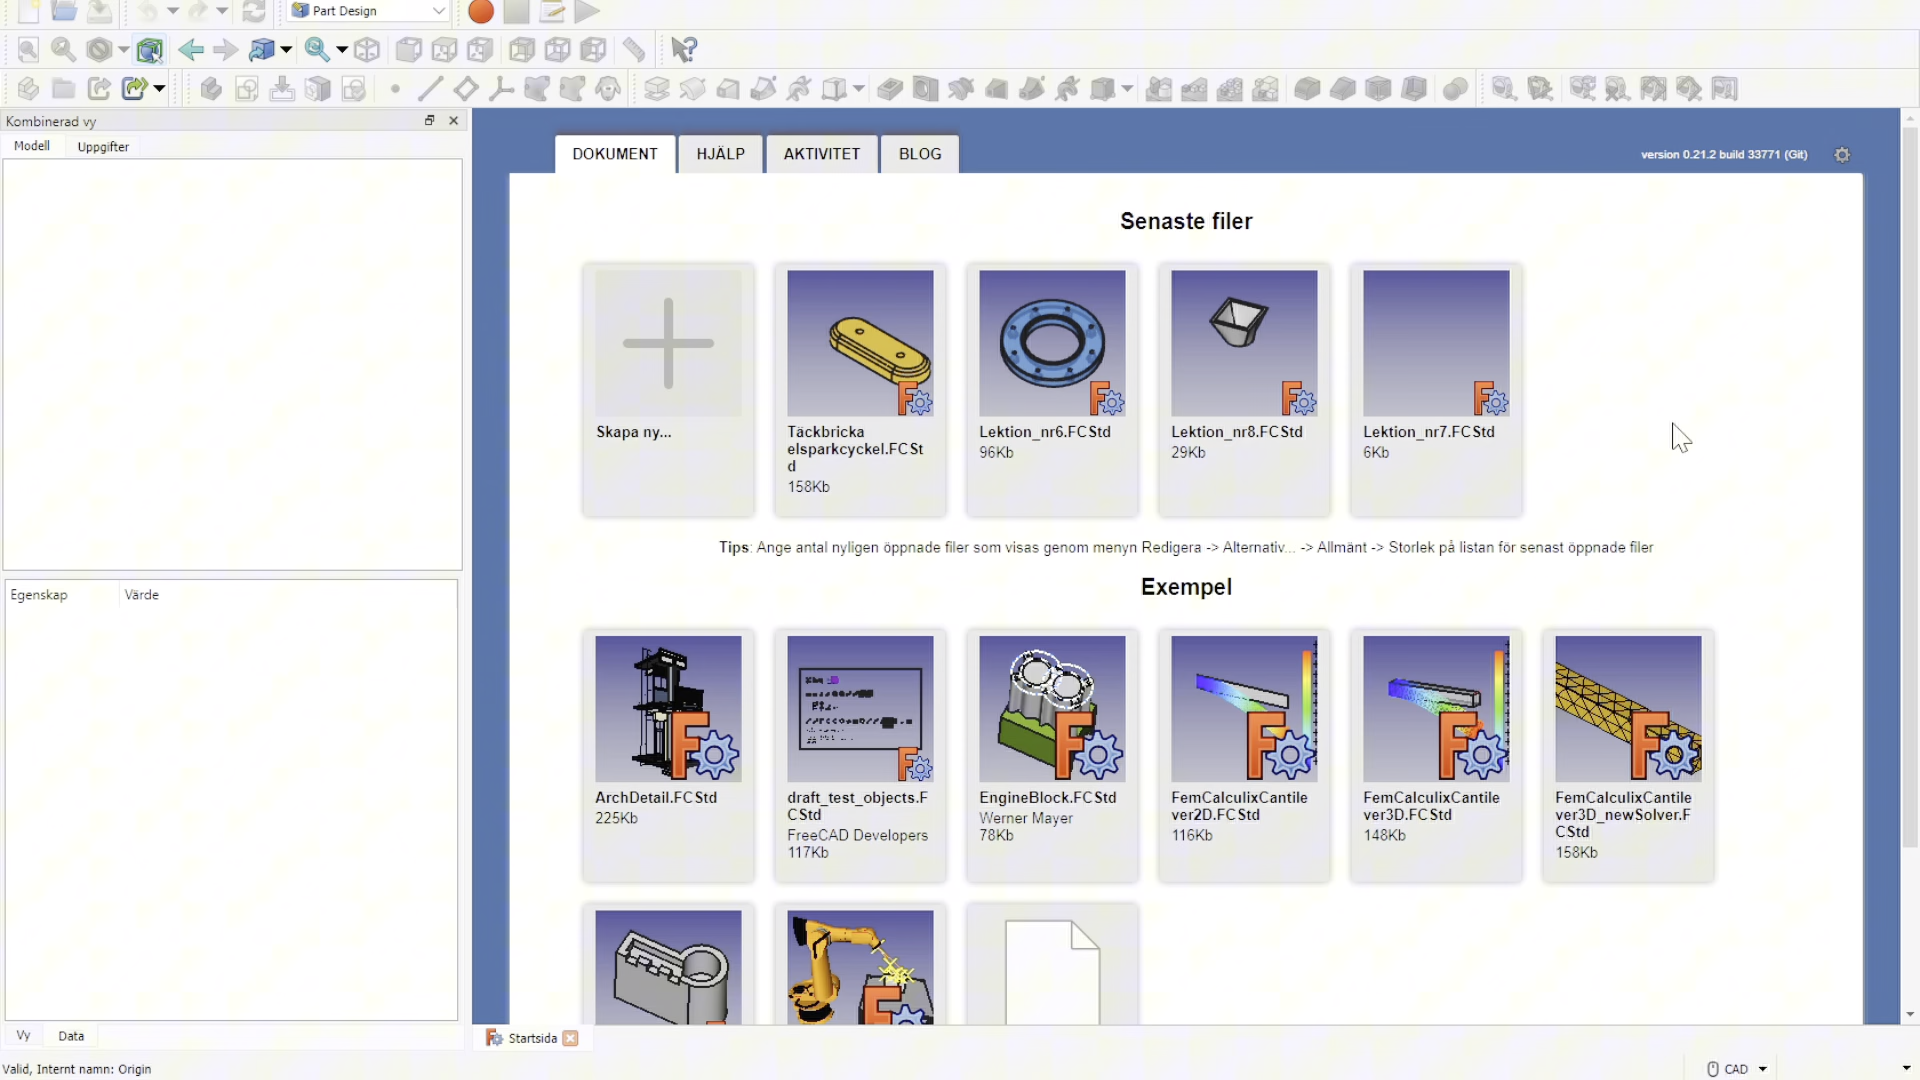 Part Design
Kombinerad vy
Modell
Uppgifter
Egenskap
Värde
Vy
Data
Valid, Internt namn: Origin
DOKUMENT
HJÄLP
AKTIVITET
BLOG
version 0.21.2 build 33771 (Git)
Senaste filer
Skapa ny...
Täckbricka
elsparkcyckel.FCSt
d
158Kb
Lektion_nr6.FCStd
96Kb
Lektion_nr8.FCStd
29Kb
Lektion_nr7.FCStd
6Kb
Tips: Ange antal nyligen öppnade filer som visas genom menyn Redigera -> Alternativ... -> Allmänt -> Storlek på listan för senast öppnade filer
Exempel
ArchDetail.FCStd
225Kb
draft_test_objects.F
CStd
FreeCAD Developers
117Kb
EngineBlock.FCStd
Werner Mayer
78Kb
FemCalculixCantile
ver2D.FCStd
116Kb
FemCalculixCantile
ver3D.FCStd
148Kb
FemCalculixCantile
ver3D_newSolver.F
CStd
158Kb
Startsida
CAD